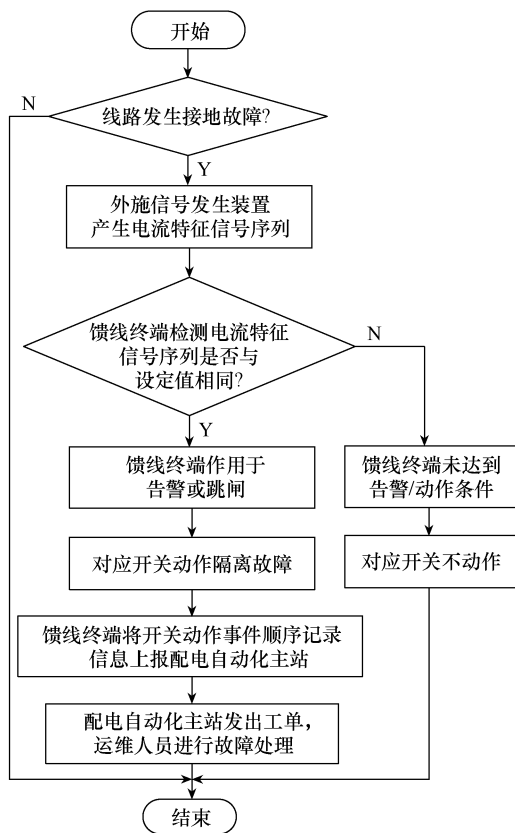 开始
N
线路发生接地故障?
Y
外施信号发生装置
产生电流特征信号序列
馈线终端检测电流特征
信号序列是否与
设定值相同?
N
Y
馈线终端作用于
告警或跳闸
馈线终端未达到
告警/动作条件
对应开关动作隔离故障
对应开关不动作
馈线终端将开关动作事件顺序记录
信息上报配电自动化主站
配电自动化主站发出工单，
运维人员进行故障处理
结束